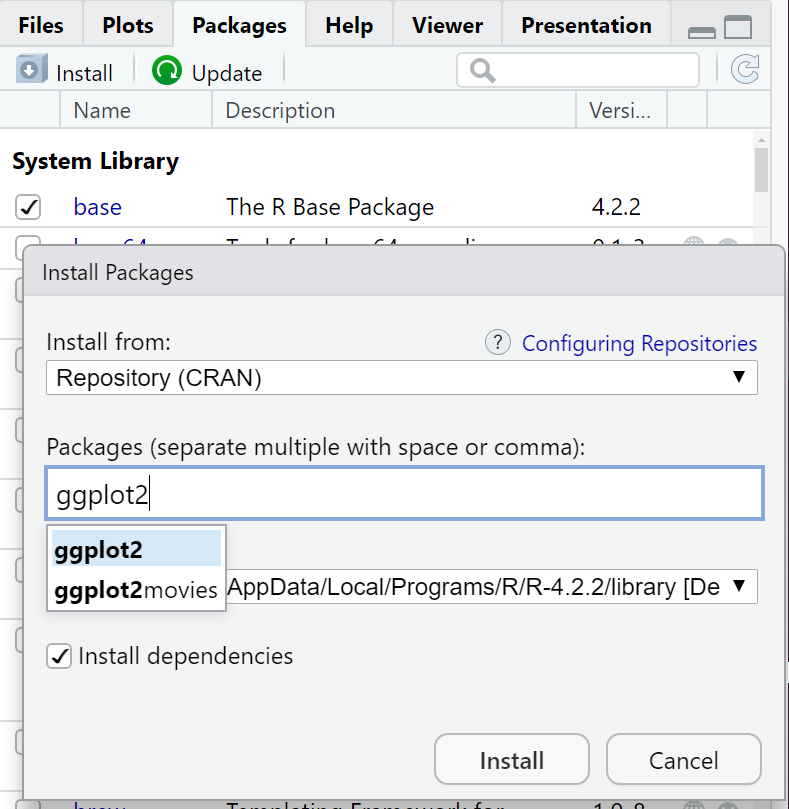 Files Plots Packages Help Viewer Presentation
Install Update
Name Description Versi...
System Library
base The R Base Package 4.2.2
Install Packages
Install from: ? Configuring Repositories
Repository (CRAN)
Packages (separate multiple with space or comma):
ggplot2
ggplot2
ggplot2movies
AppData/Local/Programs/R/R-4.2.2/library [De
Install dependencies
Install Cancel